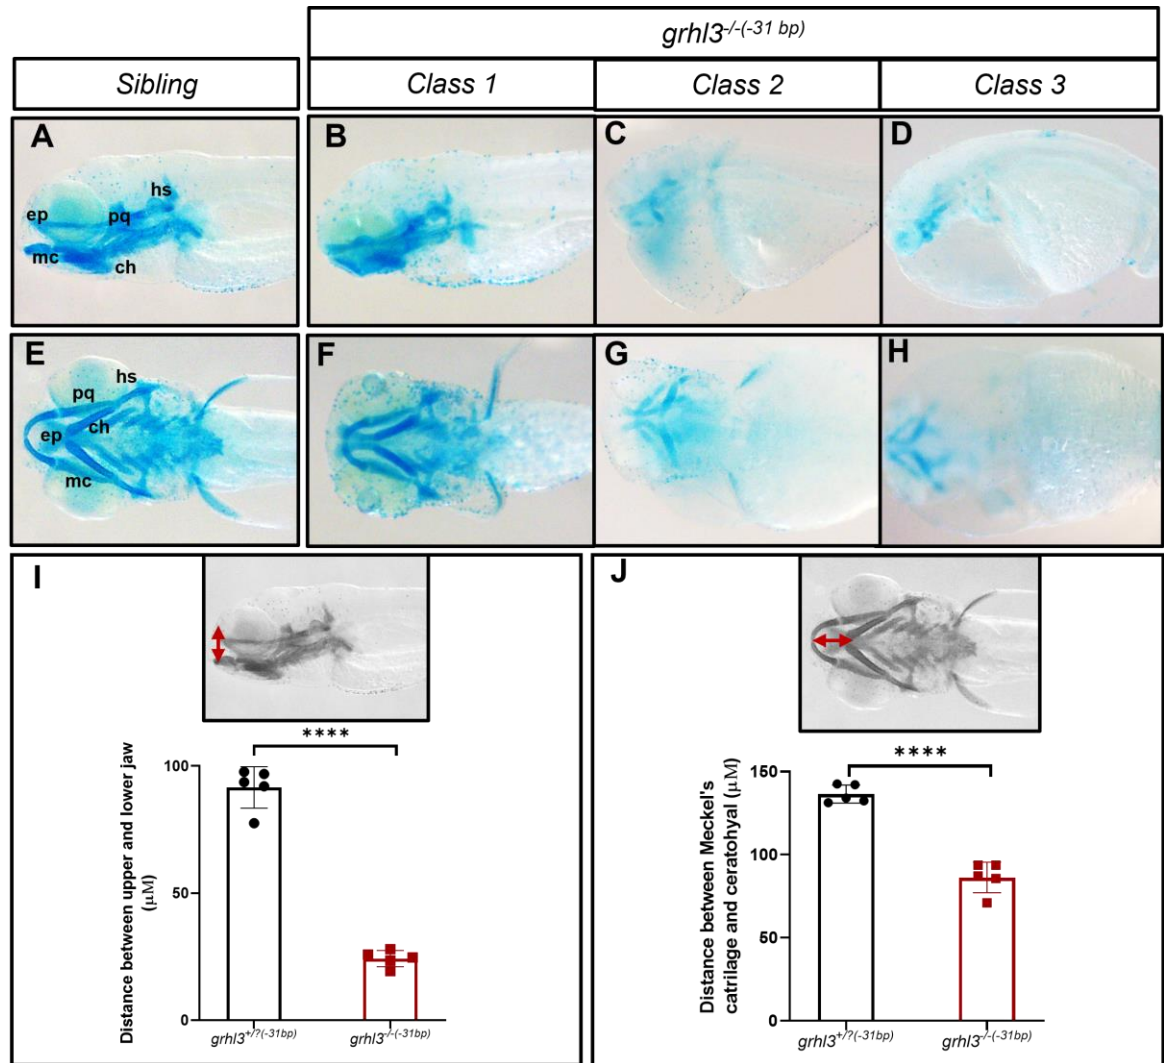 grhl3-/-(-31 bp)
Sibling
Class 1
Class 2
Class 3
A
hs
ep
pq
mc
ch
B
C
D
E
hs
pq
ch
ep
mc
F
G
H
I
****
Distance between upper and lower jaw
(μM)
100
50
0
grhl3+/?(-31bp)
grhl3-/-(-31bp)
J
****
Distance between Meckel's
catrilage and ceratohyal (μM)
150
100
50
0
grhl3+/?(-31bp)
grhl3-/-(-31bp)